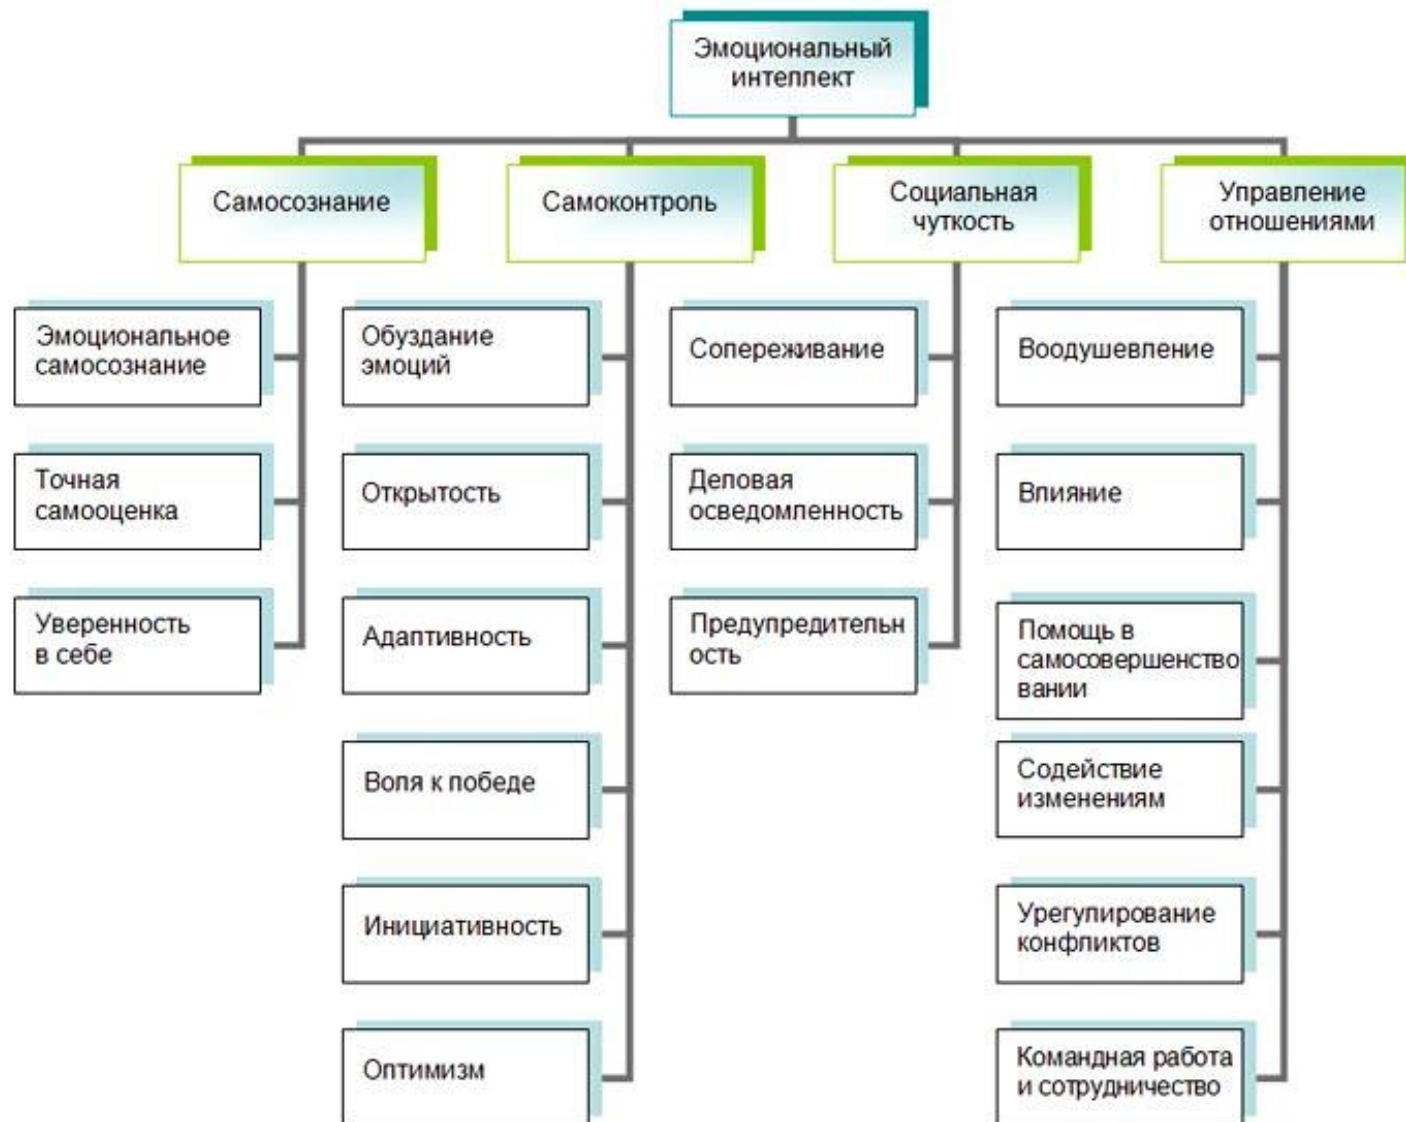 Эмоциональный
интеллект
Самосознание
Самоконтроль
Социальная
чуткость
Управление
отношениями
Эмоциональное
самосознание
Точная
самооценка
Уверенность
в себе
Обуздание
эмоций
Открытость
Адаптивность
Воля к победе
Инициативность
Оптимизм
Сопереживание
Деловая
осведомленность
Предупредительн
ость
Воодушевление
Влияние
Помощь в
самосовершенство
вании
Содействие
изменениям
Урегулирование
конфликтов
Командная работа
и сотрудничество